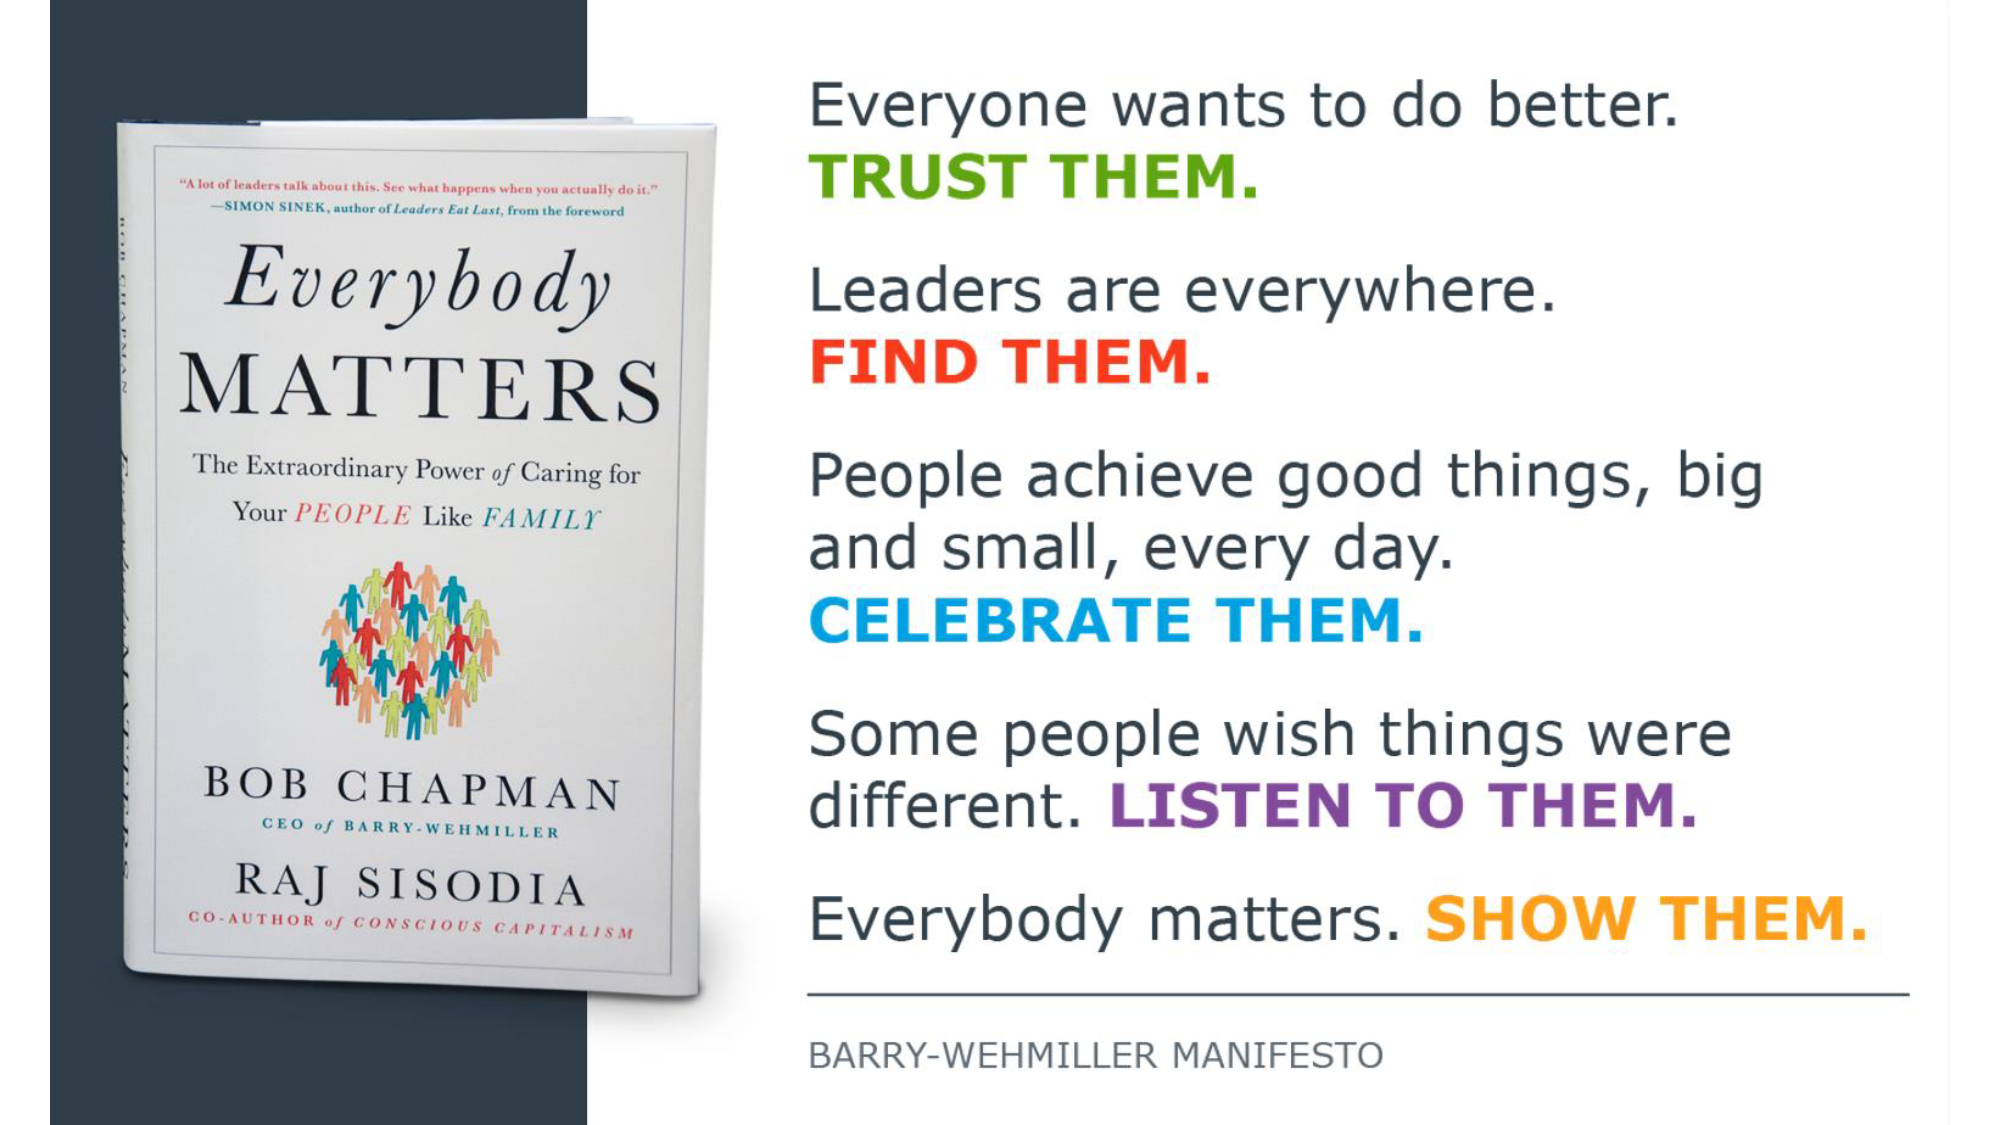 "A lot of leaders talk about this. See what happens when you actually do it."
—SIMON SINEK, author of Leaders Eat Last, from the foreword
Everybody
MATTERS
The Extraordinary Power of Caring for
Your PEOPLE Like FAMILY
BOB CHAPMAN
CEO of BARRY-WEHMILLER
RAJ SISODIA
CO-AUTHOR of CONSCIOUS CAPITALISM
BOB CHAPMAN
Everyone wants to do better.
TRUST THEM.
Leaders are everywhere.
FIND THEM.
People achieve good things, big
and small, every day.
CELEBRATE THEM.
Some people wish things were
different. LISTEN TO THEM.
Everybody matters. SHOW THEM.
BARRY-WEHMILLER MANIFESTO